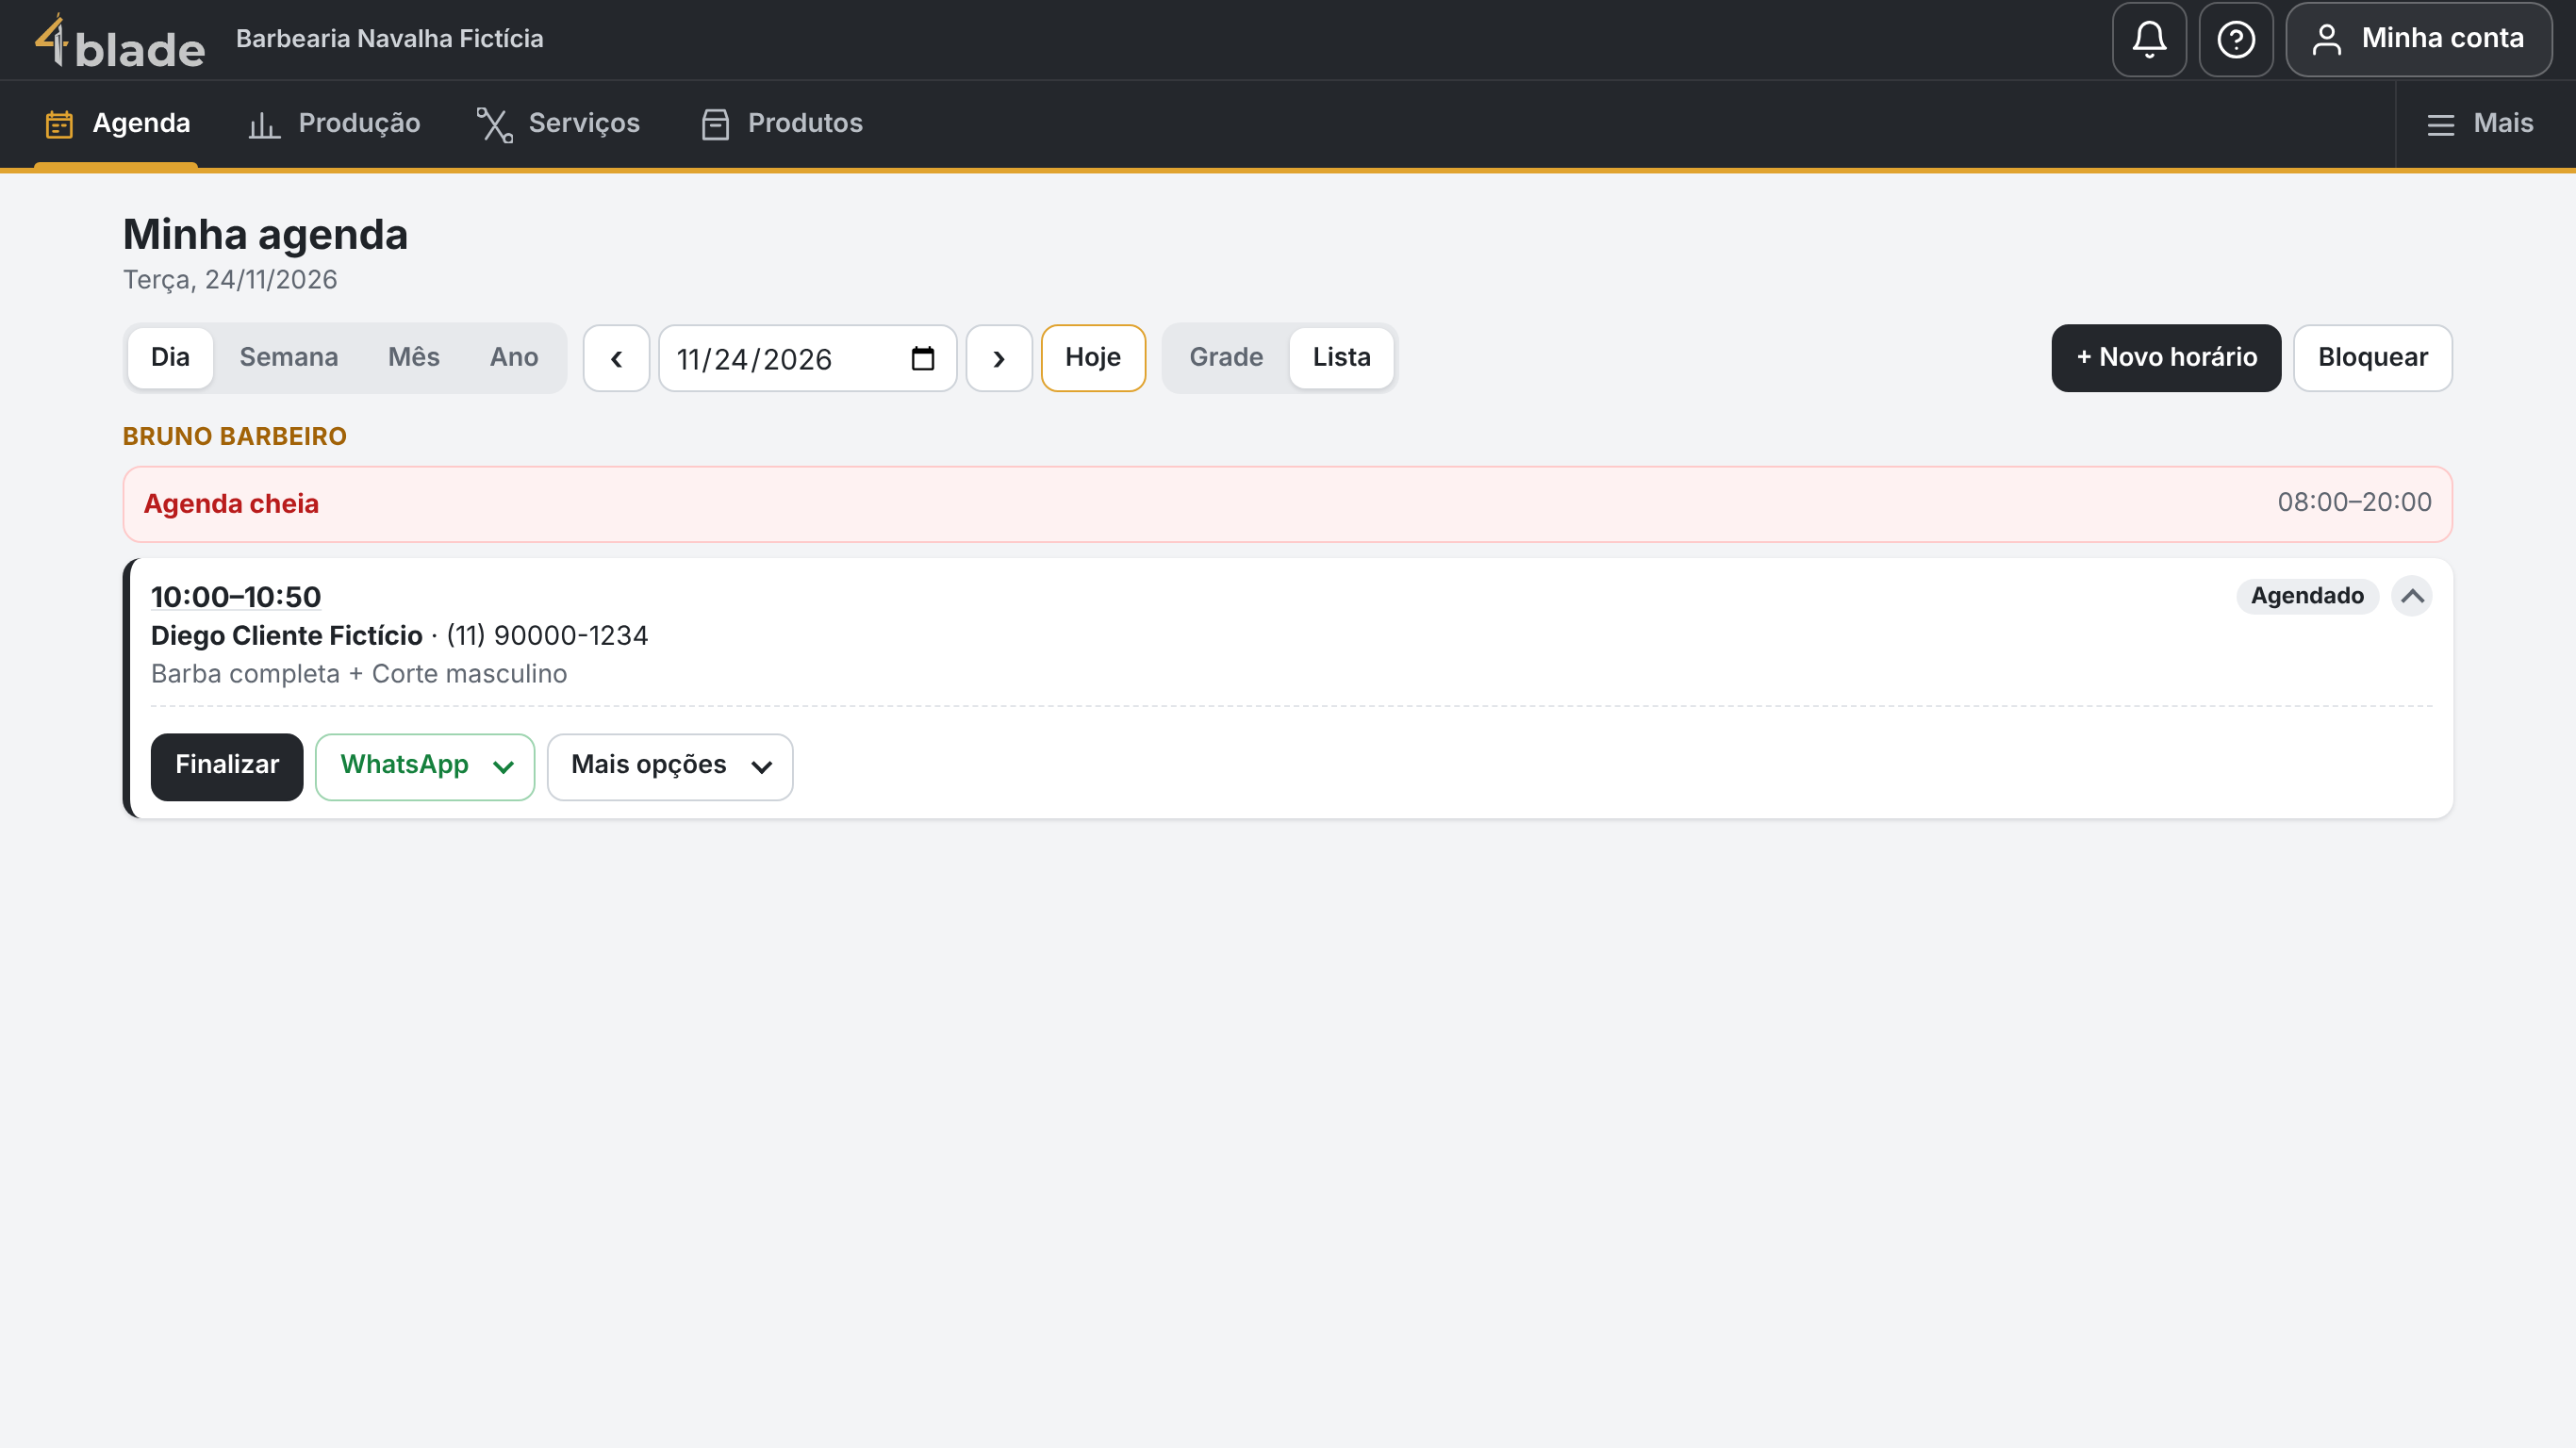 4blade
Barbearia Navalha Fictícia
Minha conta
Agenda
Produção
Serviços
Produtos
Mais
Minha agenda
Terça, 24/11/2026
Dia
Semana
Mês
Ano
11/24/2026
Hoje
Grade
Lista
+ Novo horário
Bloquear
BRUNO BARBEIRO
Agenda cheia
08:00–20:00
10:00–10:50
Agendado
Diego Cliente Fictício · (11) 90000-1234
Barba completa + Corte masculino
Finalizar
WhatsApp
Mais opções